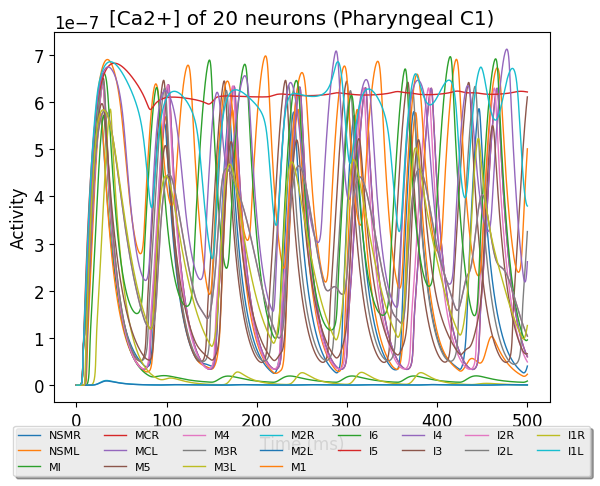 [Ca2+] of 20 neurons (Pharyngeal C1)
1e−7
7
6
5
4
3
2
1
0
Activity
0 100 200 300 400 500
Time (ms)
NSMR MCR M4 M2R I6 I4 I2R I1R
NSML MCL M3R M2L I5 I3 I2L I1L
MI M5 M3L M1